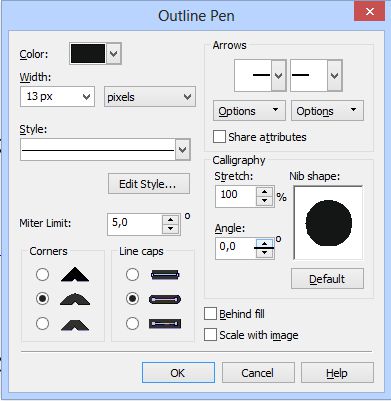 Outline Pen
Color:
Width:
13 px
pixels
Style:
Edit Style...
Miter Limit:
5,0
°
Corners
Line caps
Arrows
Options
Options
Share attributes
Calligraphy
Stretch:
Nib shape:
100
%
Angle:
0,0
°
Default
Behind fill
Scale with image
OK
Cancel
Help